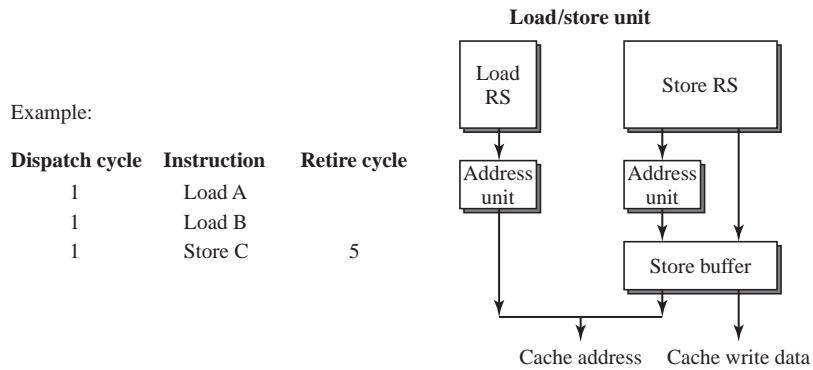 Load/store unit
Load
RS
Store RS
Example:
Dispatch cycle Instruction Retire cycle
1 Load A
1 Load B
1 Store C 5
Address
unit
Address
unit
Store buffer
Cache address Cache write data